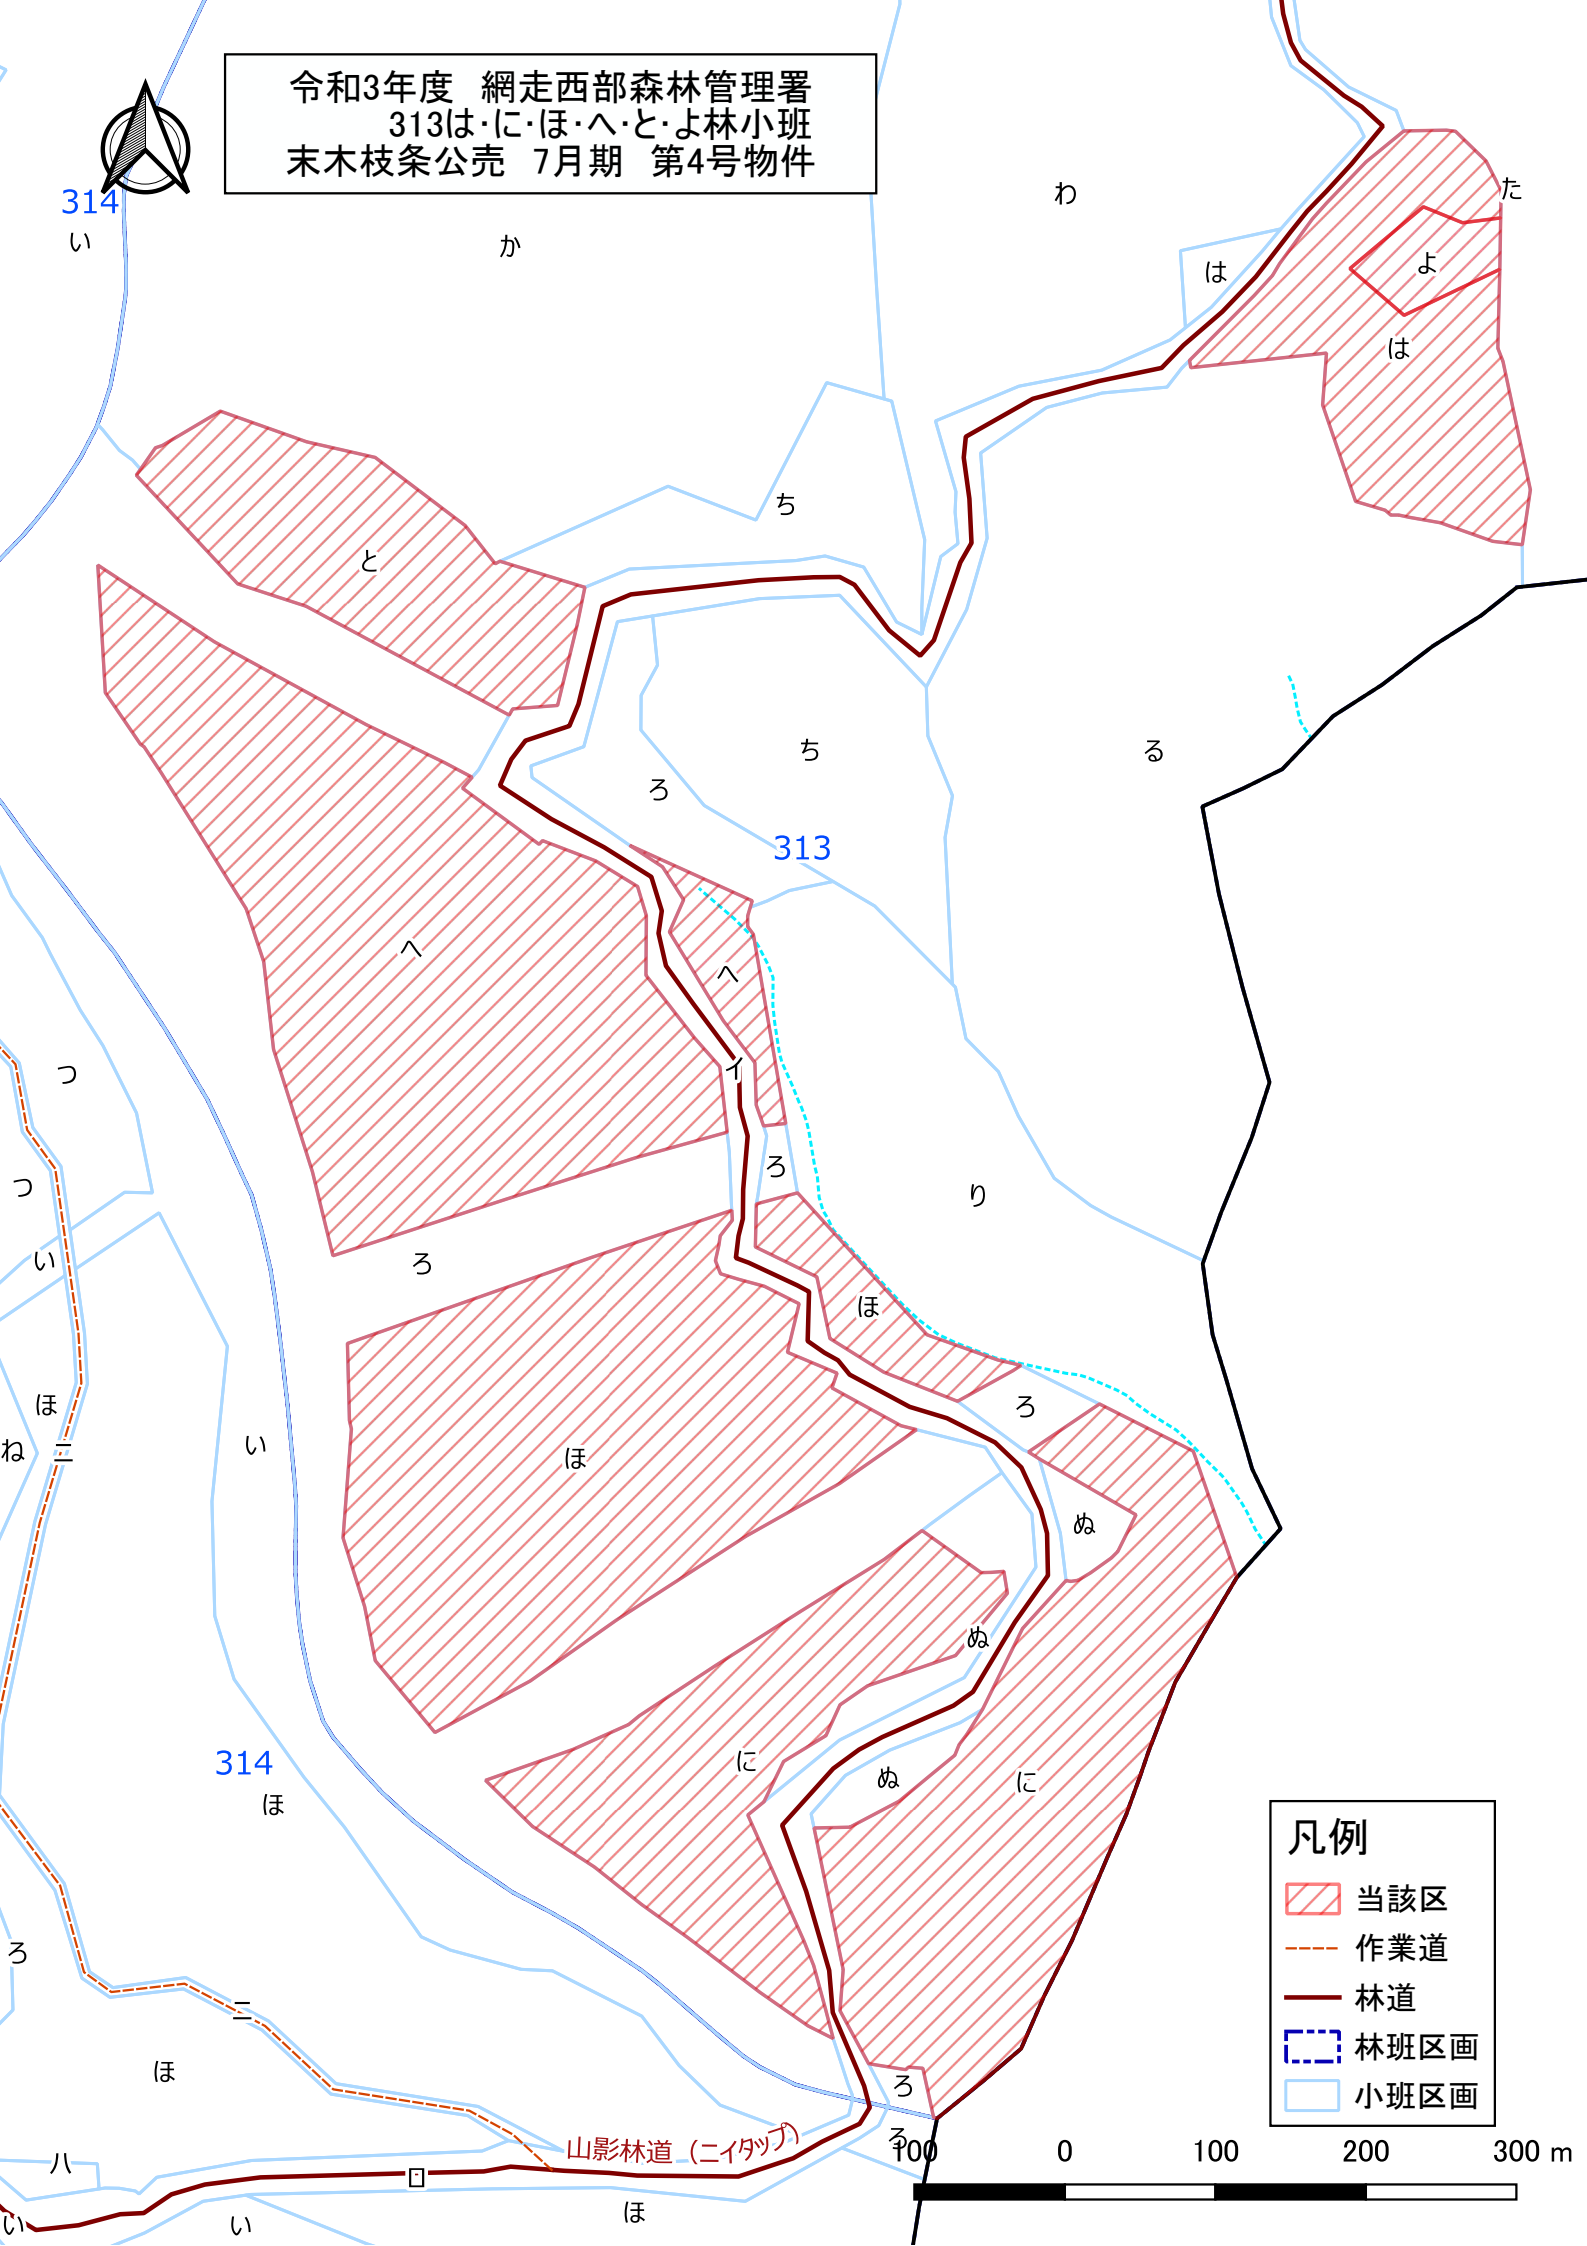 令和3年度　網走西部森林管理署
313は・に・ほ・へ・と・よ林小班
末木枝条公売　7月期　第4号物件
314
い
か
わ
た
は
よ
は
ち
と
ち
る
ろ
313
へ
へ
イ
つ
ろ
つ
り
い
ろ
ほ
ほ
ろ
い
ね
ニ
ほ
ぬ
ぬ
314
に
ぬ
に
ほ
凡例
当該区
作業道
林道
林班区画
小班区画
ろ
ニ
ほ
ろ
ろ
山影林道（ニイタップ）
ハ
ロ
ほ
い
い
100 0 100 200 300 m